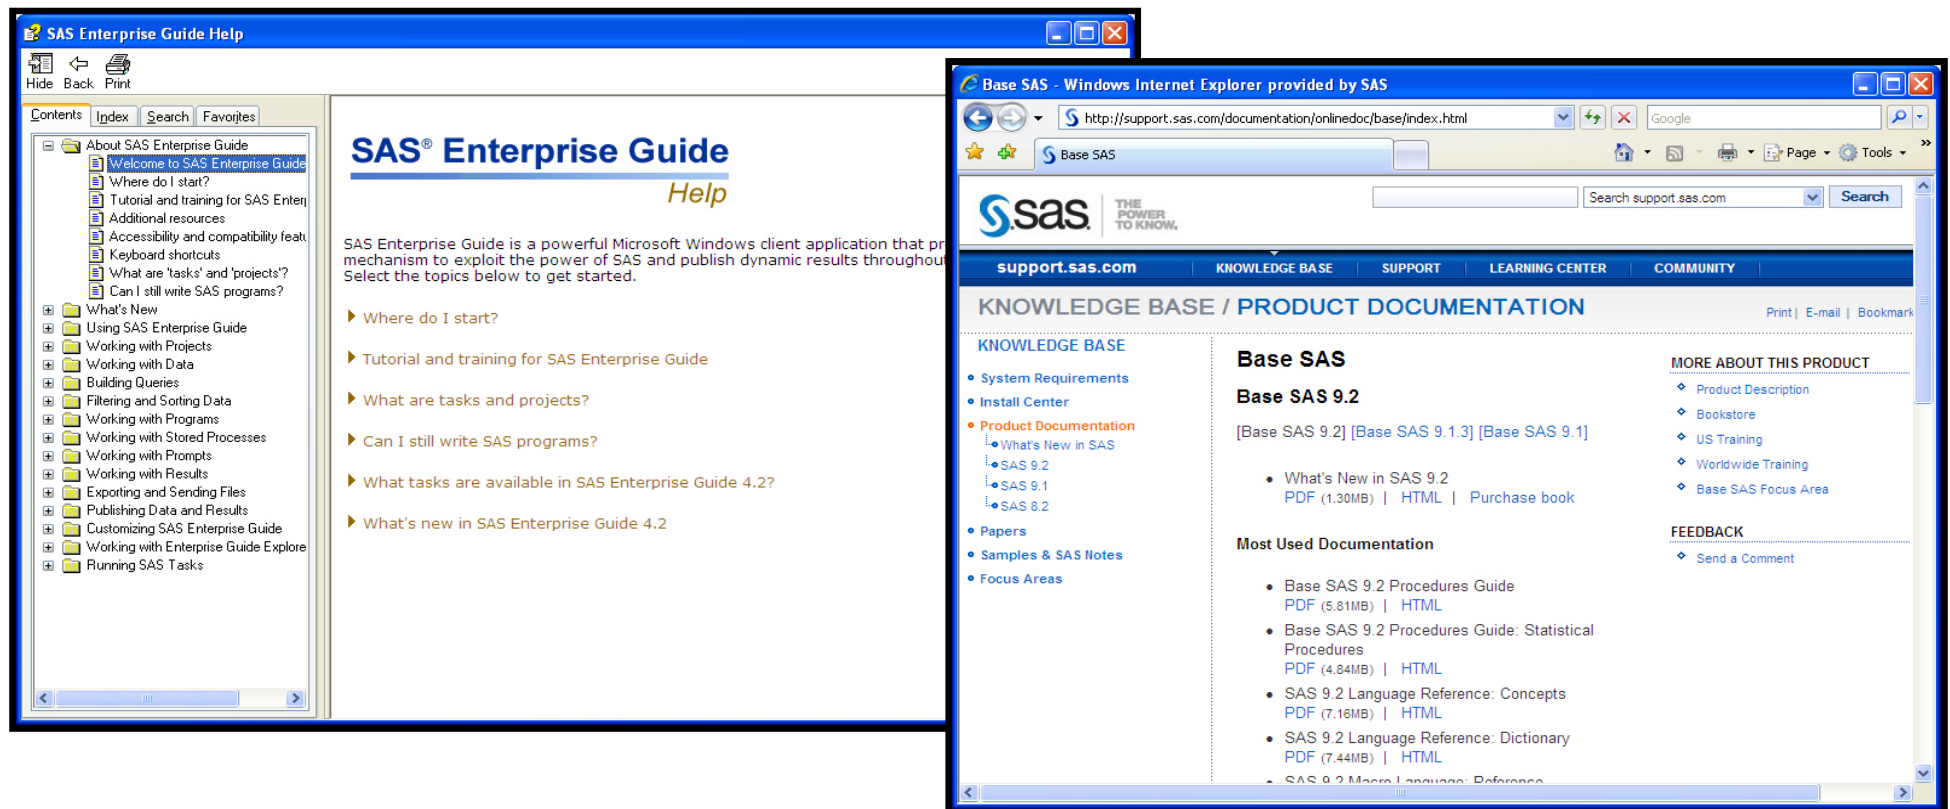 SAS Enterprise Guide Help
Hide Back Print
Contents Index Search Favorites
About SAS Enterprise Guide
Welcome to SAS Enterprise Guide
Where do I start?
Tutorial and training for SAS Enter
Additional resources
Accessibility and compatibility featu
Keyboard shortcuts
What are 'tasks' and 'projects'?
Can I still write SAS programs?
What's New
Using SAS Enterprise Guide
Working with Projects
Working with Data
Building Queries
Filtering and Sorting Data
Working with Programs
Working with Stored Processes
Working with Prompts
Working with Results
Exporting and Sending Files
Publishing Data and Results
Customizing SAS Enterprise Guide
Working with Enterprise Guide Explore
Running SAS Tasks
SAS® Enterprise Guide
Help
SAS Enterprise Guide is a powerful Microsoft Windows client application that pr
mechanism to exploit the power of SAS and publish dynamic results throughout
Select the topics below to get started.
Where do I start?
Tutorial and training for SAS Enterprise Guide
What are tasks and projects?
Can I still write SAS programs?
What tasks are available in SAS Enterprise Guide 4.2?
What's new in SAS Enterprise Guide 4.2
Base SAS - Windows Internet Explorer provided by SAS
http://support.sas.com/documentation/onlinedoc/base/index.html
Google
Base SAS
Page Tools »
sas. THE
POWER
TO KNOW.
Search support.sas.com Search
support.sas.com KNOWLEDGE BASE SUPPORT LEARNING CENTER COMMUNITY
KNOWLEDGE BASE / PRODUCT DOCUMENTATION
Print | E-mail | Bookmark
KNOWLEDGE BASE
System Requirements
Install Center
Product Documentation
What's New in SAS
SAS 9.2
SAS 9.1
SAS 8.2
Papers
Samples & SAS Notes
Focus Areas
Base SAS
Base SAS 9.2
[Base SAS 9.2] [Base SAS 9.1.3] [Base SAS 9.1]
What's New in SAS 9.2
PDF (1.30MB) | HTML | Purchase book
Most Used Documentation
Base SAS 9.2 Procedures Guide
PDF (5.81MB) | HTML
Base SAS 9.2 Procedures Guide: Statistical
Procedures
PDF (4.84MB) | HTML
SAS 9.2 Language Reference: Concepts
PDF (7.16MB) | HTML
SAS 9.2 Language Reference: Dictionary
PDF (7.44MB) | HTML
SAS 9.2 Macro Language: Reference
MORE ABOUT THIS PRODUCT
Product Description
Bookstore
US Training
Worldwide Training
Base SAS Focus Area
FEEDBACK
Send a Comment